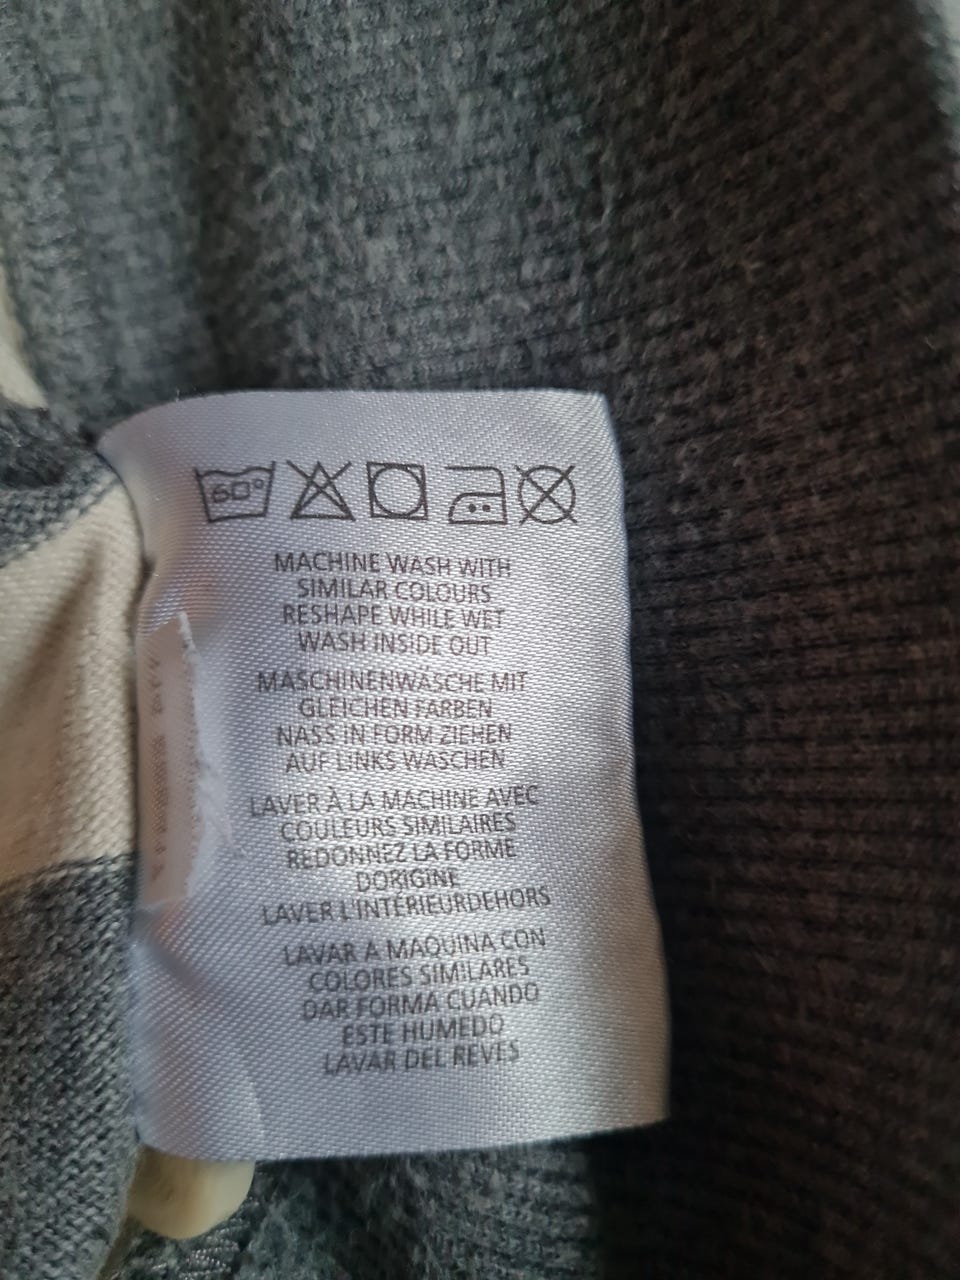 60°
MACHINE WASH WITH
SIMILAR COLOURS
RESHAPE WHILE WET
WASH INSIDE OUT
MASCHINENWÄSCHE MIT
GLEICHEN FARBEN
NASS IN FORM ZIEHEN
AUF LINKS WASCHEN
LAVER À LA MACHINE AVEC
COULEURS SIMILAIRES
REDONNEZ LA FORME
DORIGINE
LAVER L'INTÉRIEURDEHORS
LAVAR A MAQUINA CON
COLORES SIMILARES
DAR FORMA CUANDO
ESTE HUMEDO
LAVAR DEL REVES